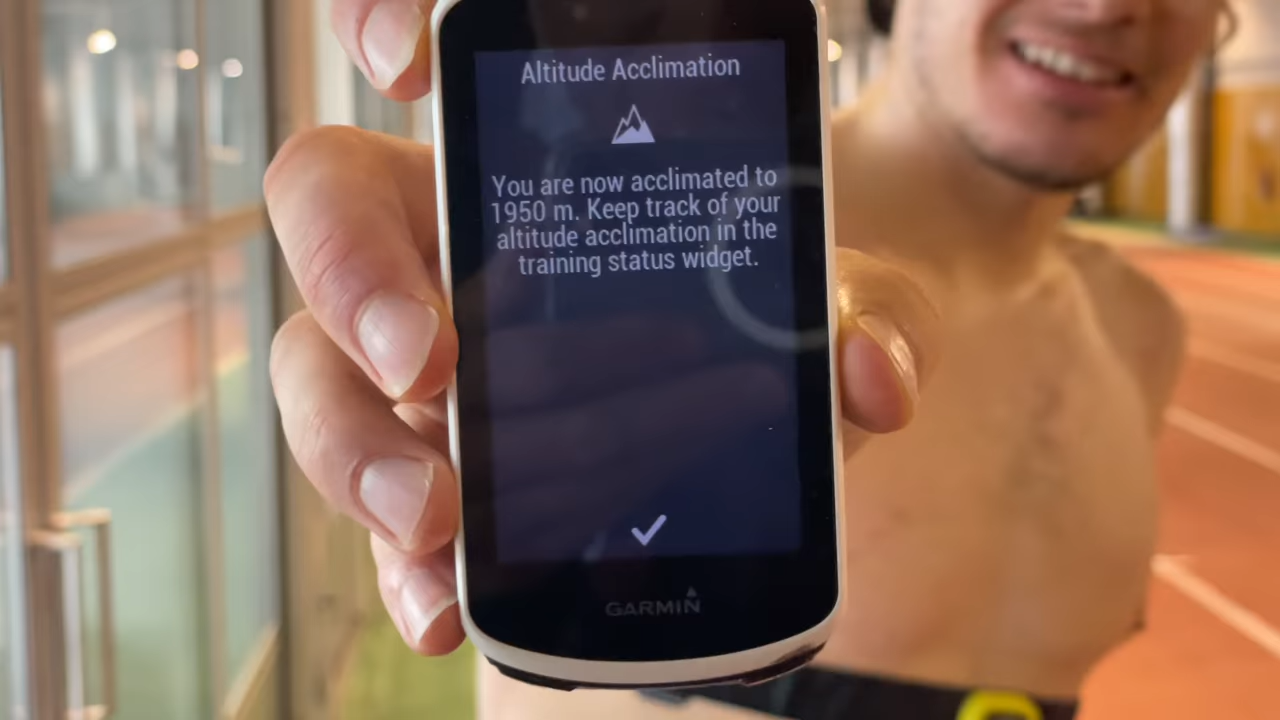 Altitude Acclimation
You are now acclimated to
1950 m. Keep track of your
altitude acclimation in the
training status widget.
GARMIN